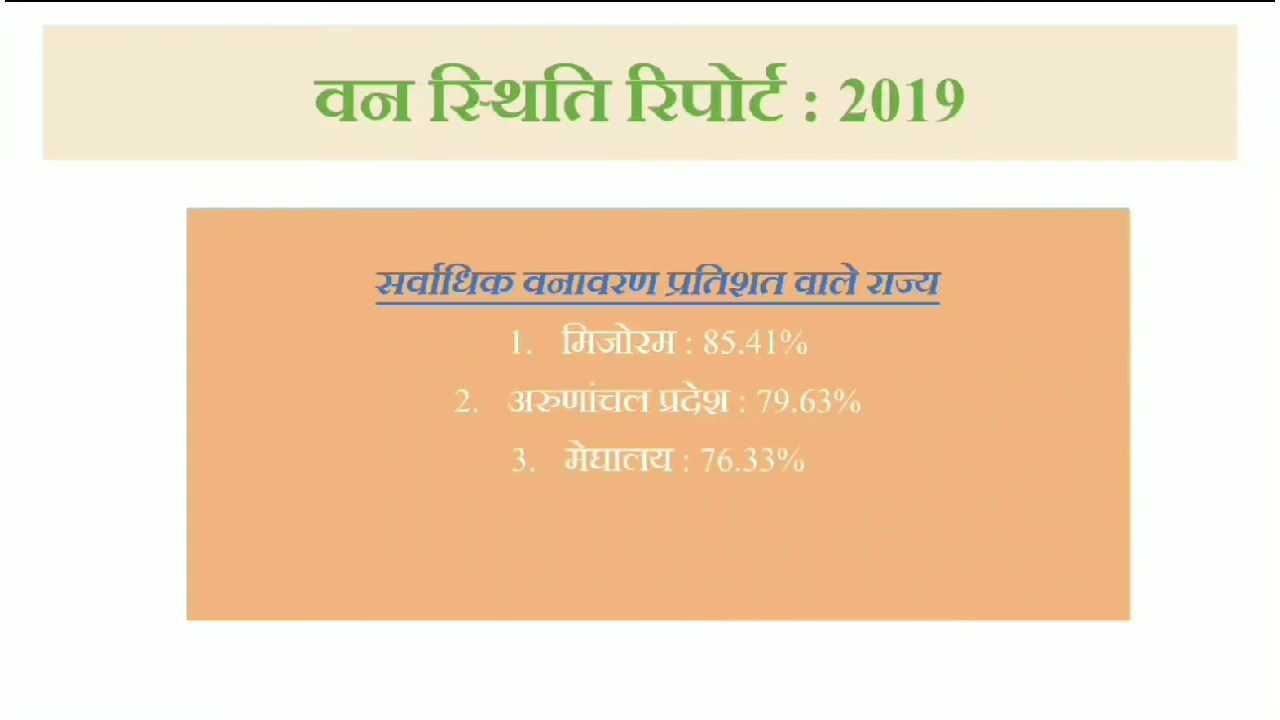 वन स्थिति रिपोर्ट : 2019
सर्वाधिक वनावरण प्रतिशत वाले राज्य
1. मिजोरम : 85.41%
2. अरुणांचल प्रदेश : 79.63%
3. मेघालय : 76.33%